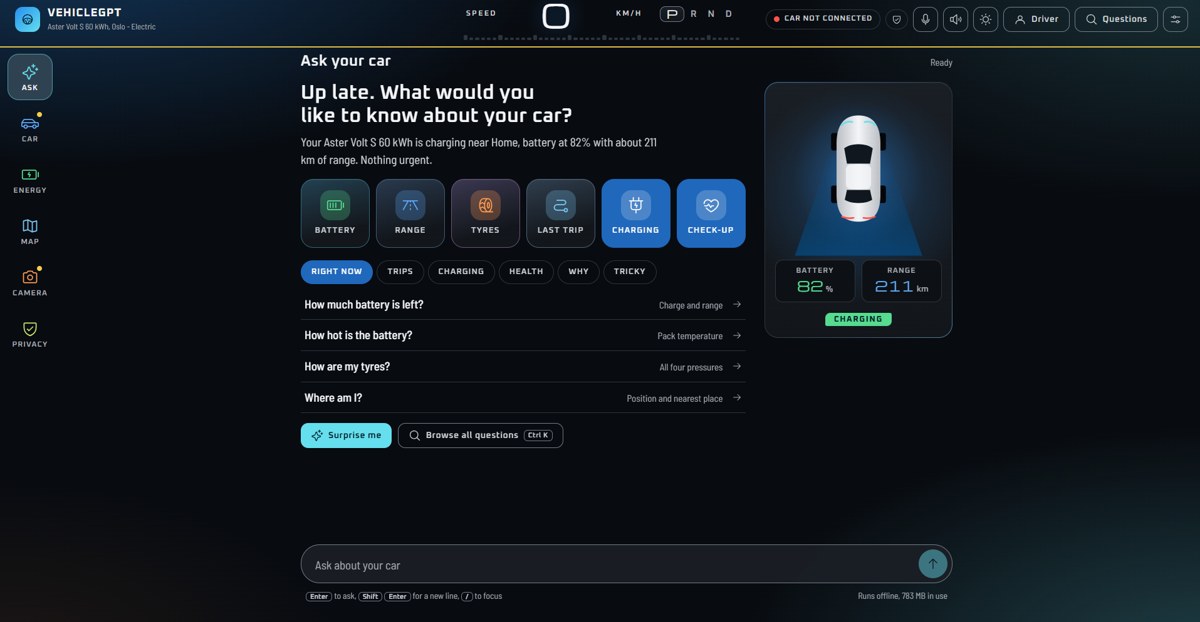 VEHICLEGPT
Aster Volt S 60 kWh, Oslo · Electric
SPEED
0
KM/H
P R N D
CAR NOT CONNECTED
Driver
Questions
ASK
CAR
ENERGY
MAP
CAMERA
PRIVACY
Ask your car
Ready
Up late. What would you
like to know about your car?
Your Aster Volt S 60 kWh is charging near Home, battery at 82% with about 211
km of range. Nothing urgent.
BATTERY
RANGE
TYRES
LAST TRIP
CHARGING
CHECK-UP
RIGHT NOW
TRIPS
CHARGING
HEALTH
WHY
TRICKY
How much battery is left? Charge and range →
How hot is the battery? Pack temperature →
How are my tyres? All four pressures →
Where am I? Position and nearest place →
Surprise me
Browse all questions Ctrl K
BATTERY
82 %
RANGE
211 km
CHARGING
Ask about your car
Enter to ask, Shift Enter for a new line, / to focus
Runs offline, 783 MB in use